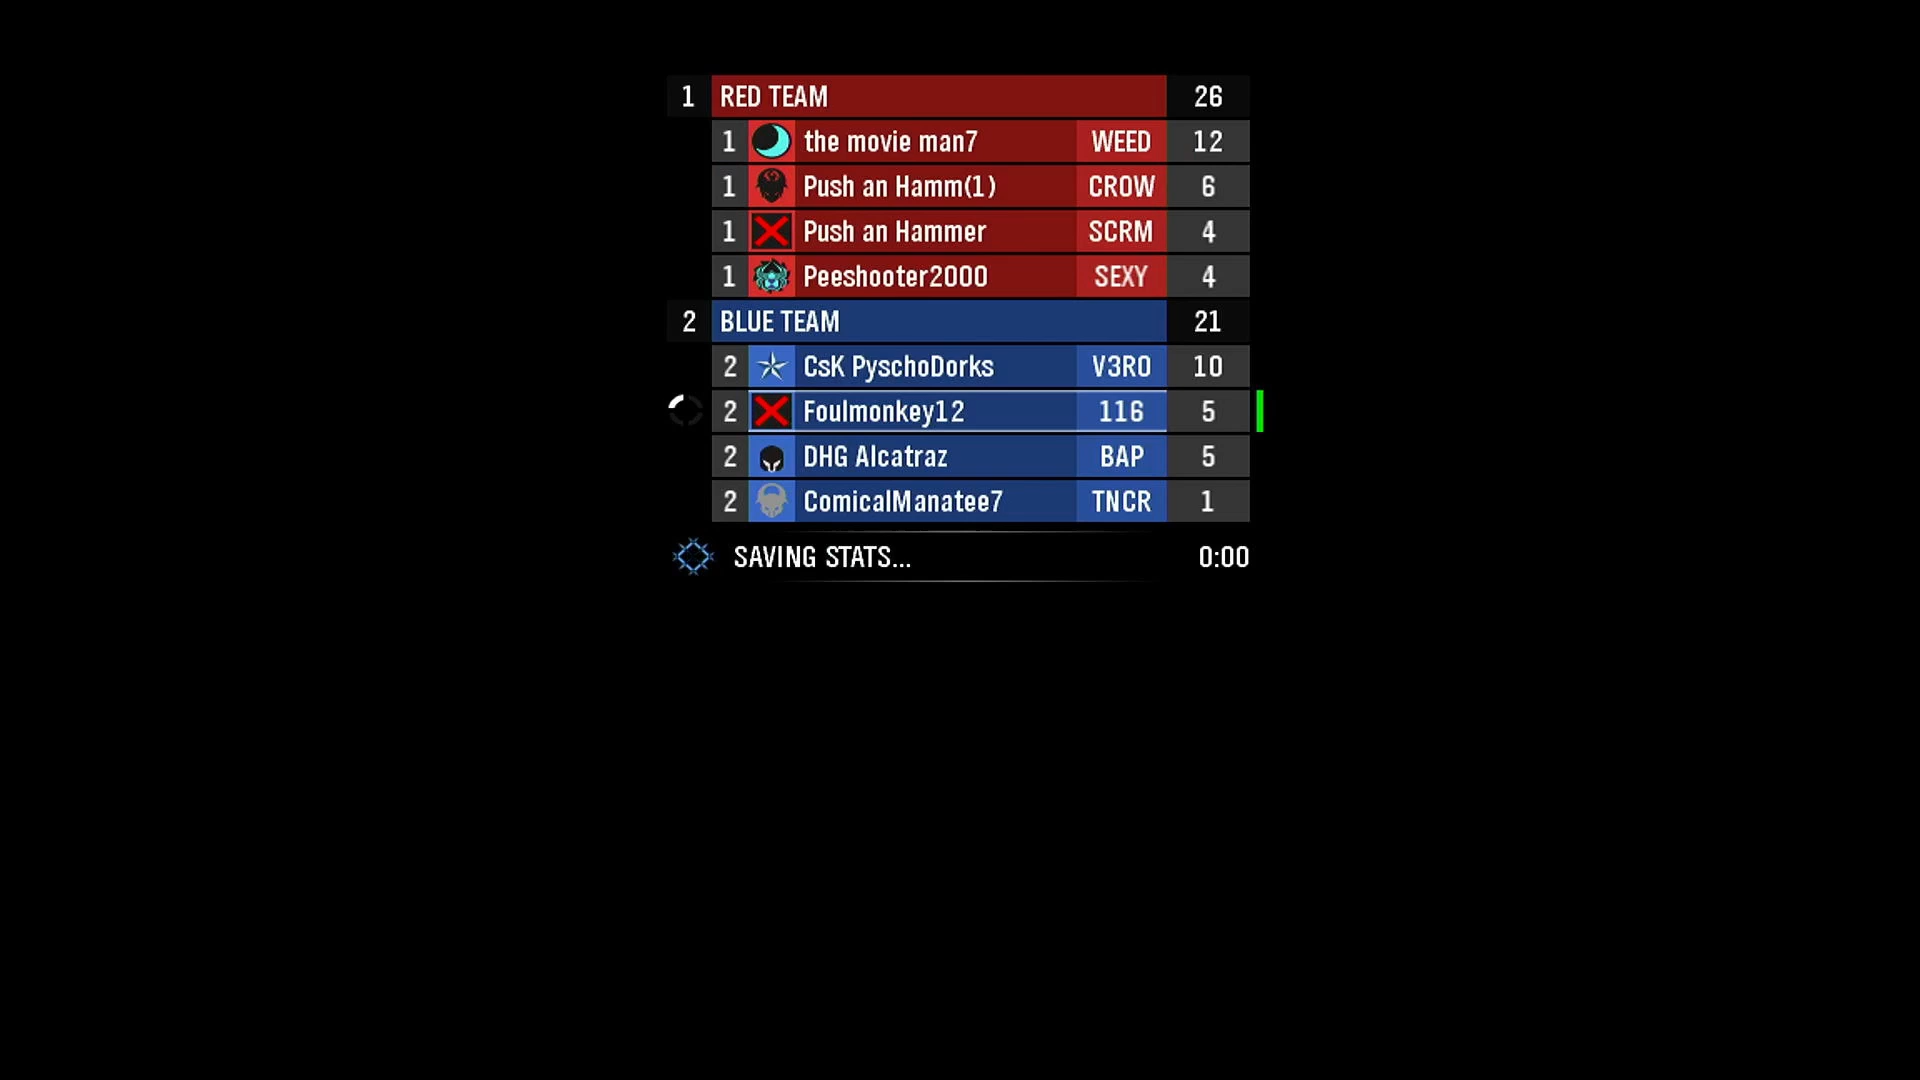 1 RED TEAM 26
1 the movie man7 WEED 12
1 Push an Hamm(1) CROW 6
1 Push an Hammer SCRM 4
1 Peeshooter2000 SEXY 4
2 BLUE TEAM 21
2 CsK PyschoDorks V3RO 10
2 Foulmonkey12 116 5
2 DHG Alcatraz BAP 5
2 ComicalManatee7 TNCR 1
SAVING STATS... 0:00